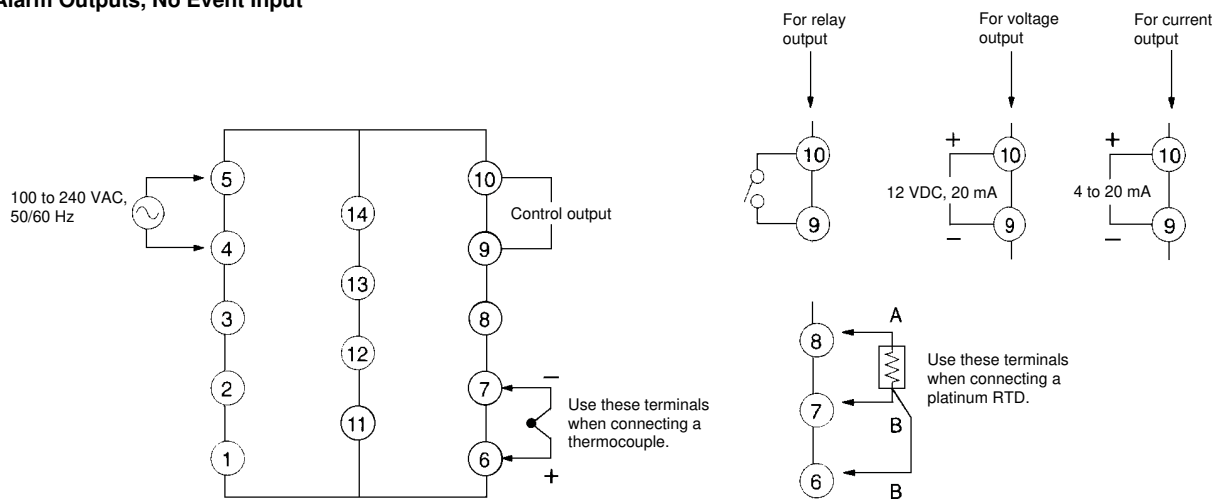 Alarm Outputs, No Event Input
For relay
output
For voltage
output
For current
output
10
9
+
10
12 VDC, 20 mA
9
−
+
10
4 to 20 mA
9
−
100 to 240 VAC,
50/60 Hz
5
4
3
2
1
14
13
12
11
10
Control output
9
8
7
−
Use these terminals
when connecting a
thermocouple.
6
+
8
A
Use these terminals
when connecting a
platinum RTD.
7
B
6
B